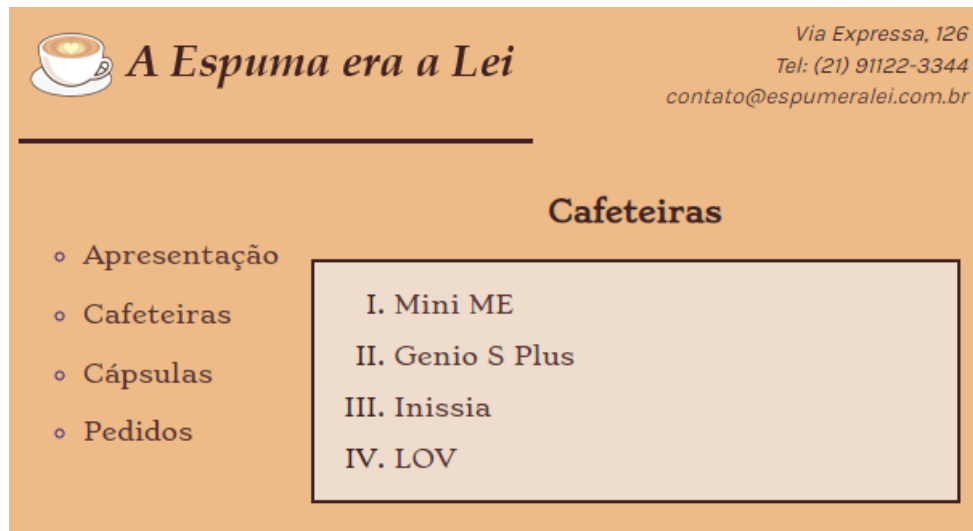 A Espuma era a Lei
Via Expressa, 126
Tel: (21) 91122-3344
contato@espumeralei.com.br
Apresentação
Cafeteiras
Cápsulas
Pedidos
Cafeteiras
I. Mini ME
II. Genio S Plus
III. Inissia
IV. LOV